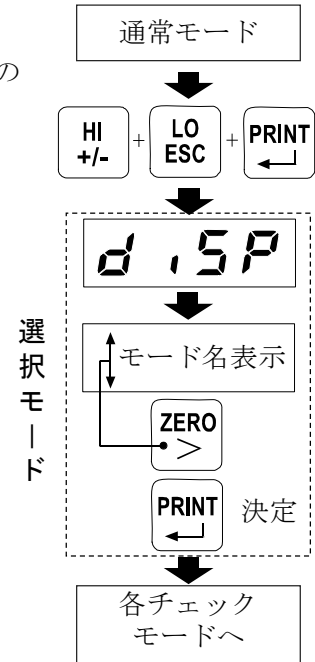 通常モード
の
HI
+/-
+
LO
ESC
+
PRINT
diSP
選択モード
モード名表示
ZERO
>
PRINT
決定
各チェック
モードへ